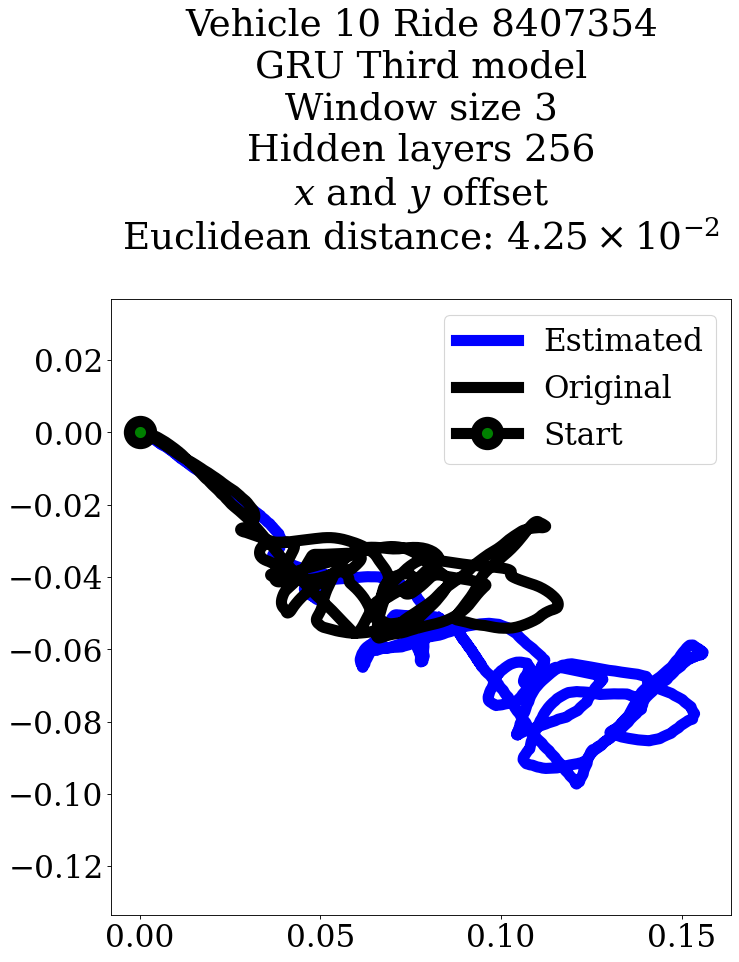 Vehicle 10 Ride 8407354
GRU Third model
Window size 3
Hidden layers 256
x and y offset
Euclidean distance: 4.25 × 10⁻²
Estimated
Original
Start
0.02
0.00
−0.02
−0.04
−0.06
−0.08
−0.10
−0.12
0.00 0.05 0.10 0.15